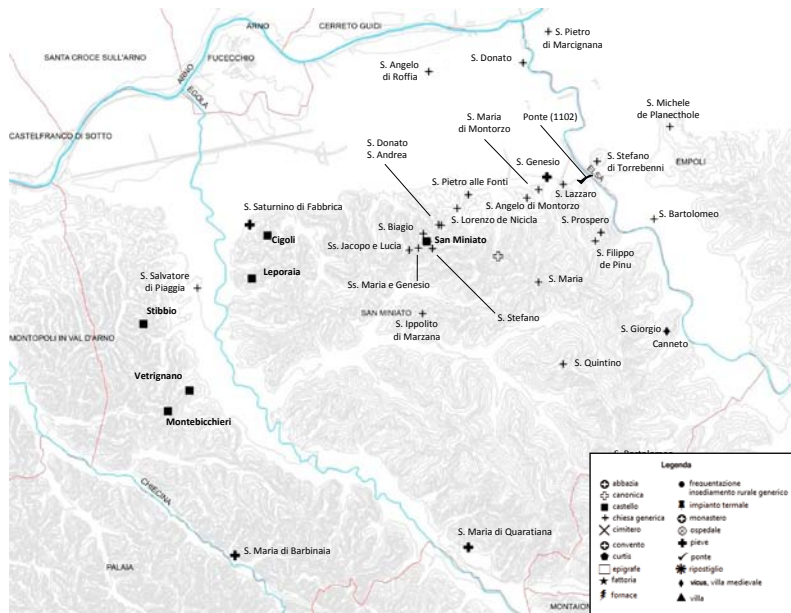 ARNO
CERRETO GUIDI
S. Pietro
di Marcignana
SANTA CROCE SULL'ARNO
FUCECCHIO
S. Donato
S. Angelo
di Roffia
ARNO
EGOLA
S. Maria
di Montorzo
Ponte (1102)
S. Michele
de Planecthole
CASTELFRANCO DI SOTTO
S. Donato
S. Andrea
S. Genesio
ELSA
S. Stefano
di Torrebenni
EMPOLI
S. Pietro alle Fonti
S. Lazzaro
S. Angelo di Montorzo
S. Saturnino di Fabbrica
S. Lorenzo de Nicicla
S. Prospero
S. Bartolomeo
S. Biagio
Cigoli
San Miniato
Ss. Jacopo e Lucia
S. Filippo
de Pinu
Leporaia
S. Salvatore
di Piaggia
Ss. Maria e Genesio
S. Maria
Stibbio
SAN MINIATO
S. Stefano
S. Ippolito
di Marzana
S. Giorgio
Canneto
MONTOPOLI IN VAL D'ARNO
S. Quintino
Vetrignano
Montebicchieri
CHIECINA
S. Maria di Quaratiana
S. Maria di Barbinaia
PALAIA
Legenda
abbazia
canonica
castello
chiesa generica
cimitero
convento
curtis
epigrafe
fattoria
fornace
frequentazione
insediamento rurale generico
impianto termale
monastero
ospedale
pieve
ponte
ripostiglio
vicus, villa medievale
villa